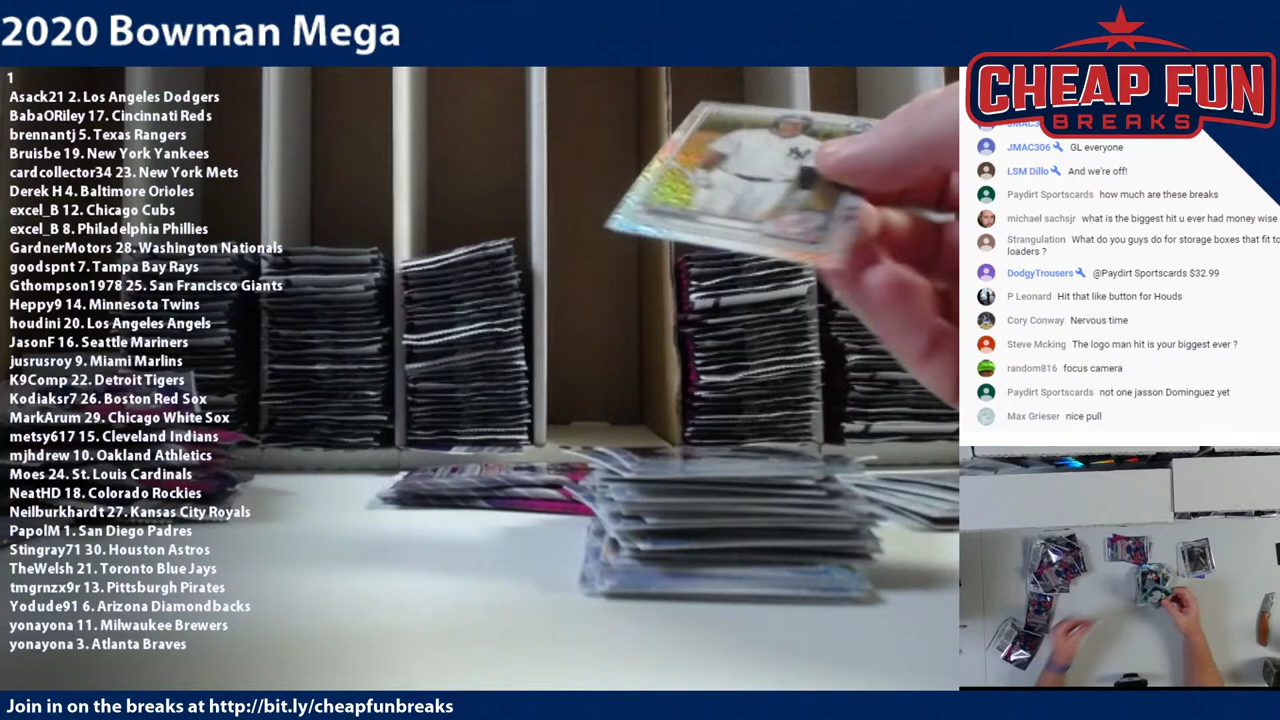 2020 Bowman Mega
1
Asack21 2. Los Angeles Dodgers
BabaORiley 17. Cincinnati Reds
brennantj 5. Texas Rangers
Bruisbe 19. New York Yankees
cardcollector34 23. New York Mets
Derek H 4. Baltimore Orioles
excel_B 12. Chicago Cubs
excel_B 8. Philadelphia Phillies
GardnerMotors 28. Washington Nationals
goodspnt 7. Tampa Bay Rays
Gthompson1978 25. San Francisco Giants
Heppy9 14. Minnesota Twins
houdini 20. Los Angeles Angels
JasonF 16. Seattle Mariners
jusrusroy 9. Miami Marlins
K9Comp 22. Detroit Tigers
Kodiaksr7 26. Boston Red Sox
MarkArum 29. Chicago White Sox
metsy617 15. Cleveland Indians
mjhdrew 10. Oakland Athletics
Moes 24. St. Louis Cardinals
NeatHD 18. Colorado Rockies
Neilburkhardt 27. Kansas City Royals
PapolM 1. San Diego Padres
Stingray71 30. Houston Astros
TheWelsh 21. Toronto Blue Jays
tmgrnzx9r 13. Pittsburgh Pirates
Yodude91 6. Arizona Diamondbacks
yonayona 11. Milwaukee Brewers
yonayona 3. Atlanta Braves
CHEAP FUN
BREAKS
JMAC306 GL everyone
LSM Dillo And we're off!
Paydirt Sportscards how much are these breaks
michael sachsjr what is the biggest hit u ever had money wise
Strangulation What do you guys do for storage boxes that fit to
loaders ?
DodgyTrousers @Paydirt Sportscards $32.99
P Leonard Hit that like button for Houds
Cory Conway Nervous time
Steve Mcking The logo man hit is your biggest ever ?
random816 focus camera
Paydirt Sportscards not one jasson Dominguez yet
Max Grieser nice pull
Join in on the breaks at http://bit.ly/cheapfunbreaks